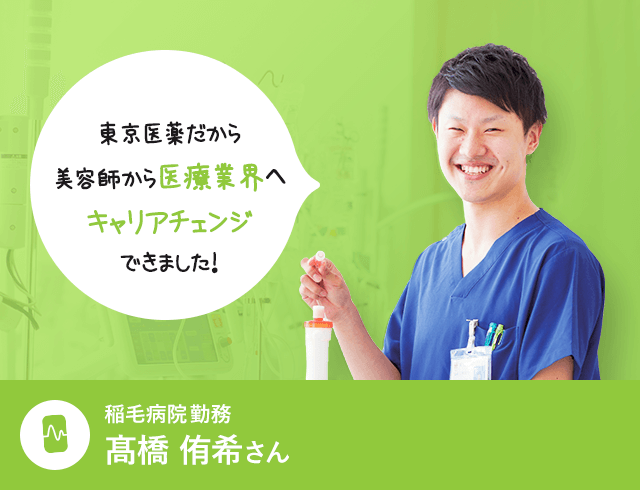 東京医薬だから
美容師から医療業界へ
キャリアチェンジ
できました!
稲毛病院 勤務
髙橋 侑希さん